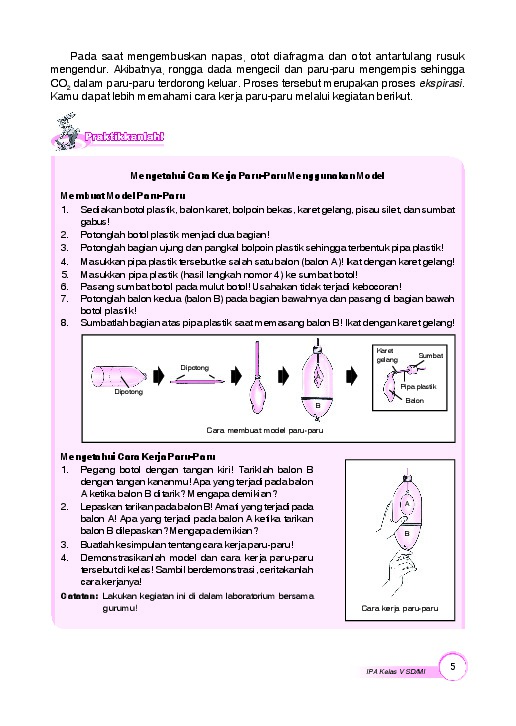 Pada saat mengembuskan napas, otot diafragma dan otot antartulang rusuk
mengendur. Akibatnya, rongga dada mengecil dan paru-paru mengempis sehingga
CO2 dalam paru-paru terdorong keluar. Proses tersebut merupakan proses ekspirasi.
Kamu dapat lebih memahami cara kerja paru-paru melalui kegiatan berikut.
Praktikkanlah!
Mengetahui Cara Kerja Paru-Paru Menggunakan Model
Membuat Model Paru-Paru
1. Sediakan botol plastik, balon karet, bolpoin bekas, karet gelang, pisau silet, dan sumbat
gabus!
2. Potonglah botol plastik menjadi dua bagian!
3. Potonglah bagian ujung dan pangkal bolpoin plastik sehingga terbentuk pipa plastik!
4. Masukkan pipa plastik tersebut ke salah satu balon (balon A)! Ikat dengan karet gelang!
5. Masukkan pipa plastik (hasil langkah nomor 4) ke sumbat botol!
6. Pasang sumbat botol pada mulut botol! Usahakan tidak terjadi kebocoran!
7. Potonglah balon kedua (balon B) pada bagian bawahnya dan pasang di bagian bawah
botol plastik!
8. Sumbatlah bagian atas pipa plastik saat memasang balon B! Ikat dengan karet gelang!
Dipotong
Dipotong
A
B
Karet
gelang
Sumbat
Pipa plastik
Balon
Cara membuat model paru-paru
Mengetahui Cara Kerja Paru-Paru
1. Pegang botol dengan tangan kiri! Tariklah balon B
dengan tangan kananmu! Apa yang terjadi pada balon
A ketika balon B ditarik? Mengapa demikian?
2. Lepaskan tarikan pada balon B! Amati yang terjadi pada
balon A! Apa yang terjadi pada balon A ketika tarikan
balon B dilepaskan? Mengapa demikian?
3. Buatlah kesimpulan tentang cara kerja paru-paru!
4. Demonstrasikanlah model dan cara kerja paru-paru
tersebut di kelas! Sambil berdemonstrasi, ceritakanlah
cara kerjanya!
Catatan: Lakukan kegiatan ini di dalam laboratorium bersama
gurumu!
A
B
Cara kerja paru-paru
IPA Kelas V SD/MI
5